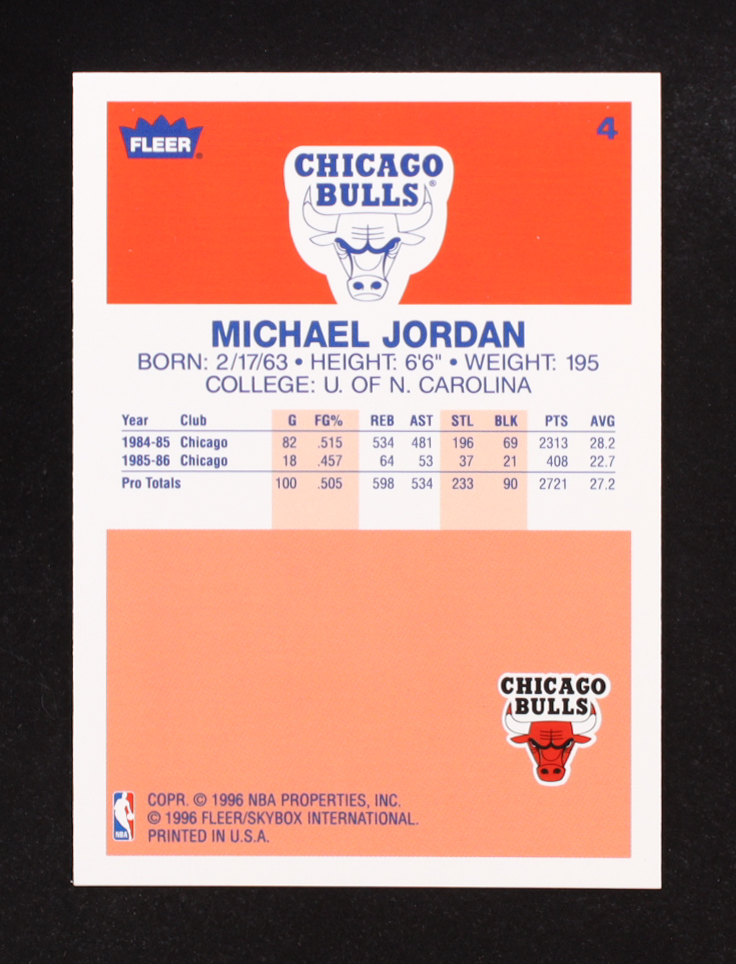 FLEER®
4
CHICAGO
BULLS®
MICHAEL JORDAN
BORN: 2/17/63 • HEIGHT: 6'6" • WEIGHT: 195
COLLEGE: U. OF N. CAROLINA
Year Club G FG% REB AST STL BLK PTS AVG
1984-85 Chicago 82 .515 534 481 196 69 2313 28.2
1985-86 Chicago 18 .457 64 53 37 21 408 22.7
Pro Totals 100 .505 598 534 233 90 2721 27.2
CHICAGO
BULLS
NBA
COPR. © 1996 NBA PROPERTIES, INC.
© 1996 FLEER/SKYBOX INTERNATIONAL.
PRINTED IN U.S.A.